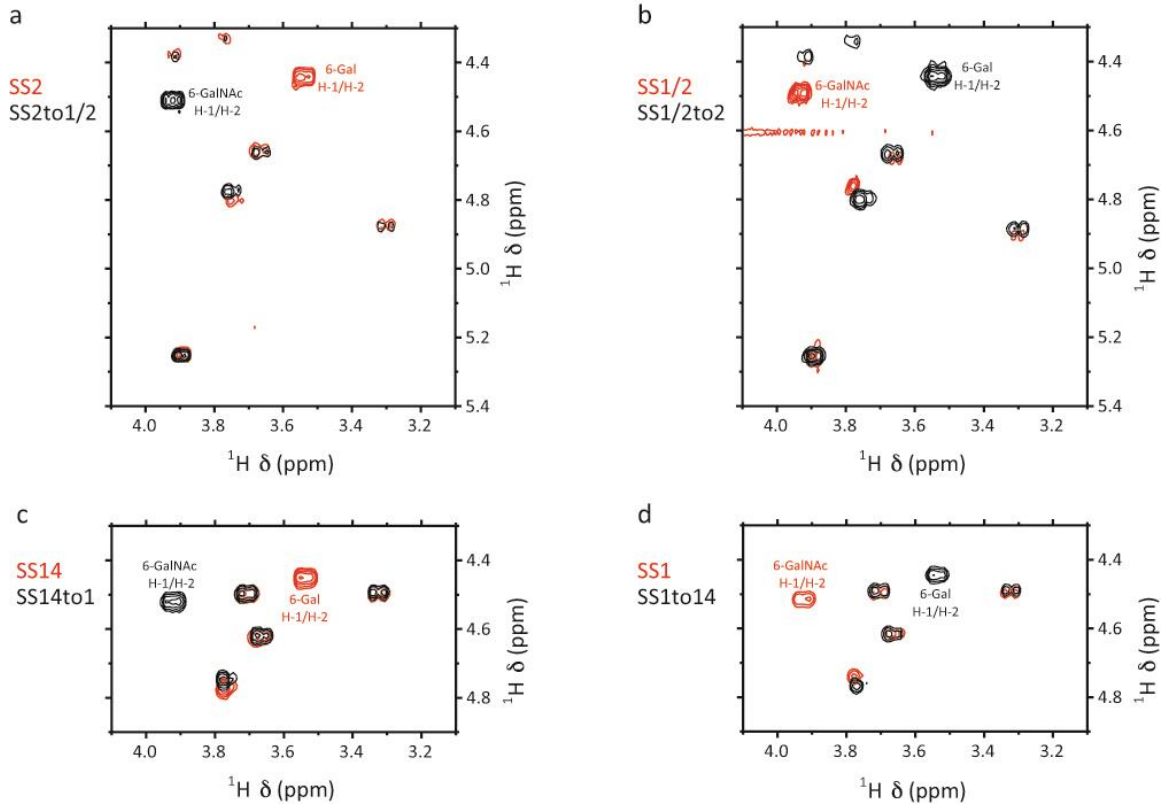 a
SS2
SS2to1/2
6-GalNAc
H-1/H-2
6-Gal
H-1/H-2
4.4
4.6
4.8
5.0
5.2
5.4
¹H δ (ppm)
4.0 3.8 3.6 3.4 3.2
¹H δ (ppm)
b
SS1/2
SS1/2to2
6-GalNAc
H-1/H-2
6-Gal
H-1/H-2
4.4
4.6
4.8
5.0
5.2
5.4
¹H δ (ppm)
4.0 3.8 3.6 3.4 3.2
¹H δ (ppm)
c
SS14
SS14to1
6-GalNAc
H-1/H-2
6-Gal
H-1/H-2
4.4
4.6
4.8
¹H δ (ppm)
4.0 3.8 3.6 3.4 3.2
¹H δ (ppm)
d
SS1
SS1to14
6-GalNAc
H-1/H-2
6-Gal
H-1/H-2
4.4
4.6
4.8
¹H δ (ppm)
4.0 3.8 3.6 3.4 3.2
¹H δ (ppm)